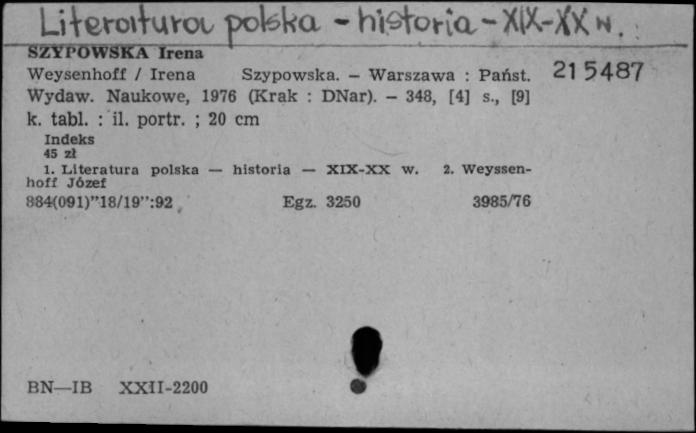 Literatura polska - historia - XIX-XX w.
SZYPOWSKA Irena
Weysenhoff / Irena Szypowska. — Warszawa : Państ. 215487
Wydaw. Naukowe, 1976 (Krak : DNar). — 348, [4] s., [9]
k. tabl. : il. portr. ; 20 cm
Indeks
45 zł
1. Literatura polska — historia — XIX-XX w. 2. Weyssen-
hoff Józef
884(091)”18/19”:92 Egz. 3250 3985/76
BN—IB XXII-2200